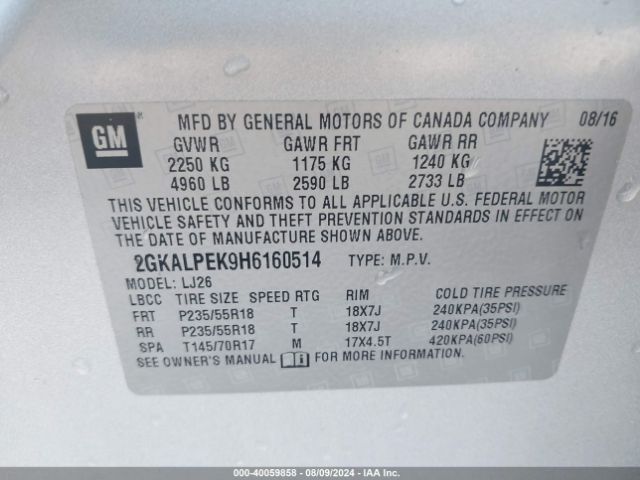 GM
MFD BY GENERAL MOTORS OF CANADA COMPANY 08/16
GVWR GAWR FRT GAWR RR
2250 KG 1175 KG 1240 KG
4960 LB 2590 LB 2733 LB
THIS VEHICLE CONFORMS TO ALL APPLICABLE U.S. FEDERAL MOTOR
VEHICLE SAFETY AND THEFT PREVENTION STANDARDS IN EFFECT ON
THE DATE OF MANUFACTURE SHOWN ABOVE.
2GKALPEK9H6160514 TYPE: M.P.V.
MODEL: LJ26
LBCC TIRE SIZE SPEED RTG RIM COLD TIRE PRESSURE
FRT P235/55R18 T 18X7J 240KPA(35PSI)
RR P235/55R18 T 18X7J 240KPA(35PSI)
SPA T145/70R17 M 17X4.5T 420KPA(60PSI)
SEE OWNER'S MANUAL FOR MORE INFORMATION.
000-40059858 - 08/09/2024 - IAAI.COM